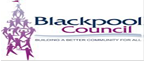 Blackpool
Council
BUILDING A BETTER COMMUNITY FOR ALL